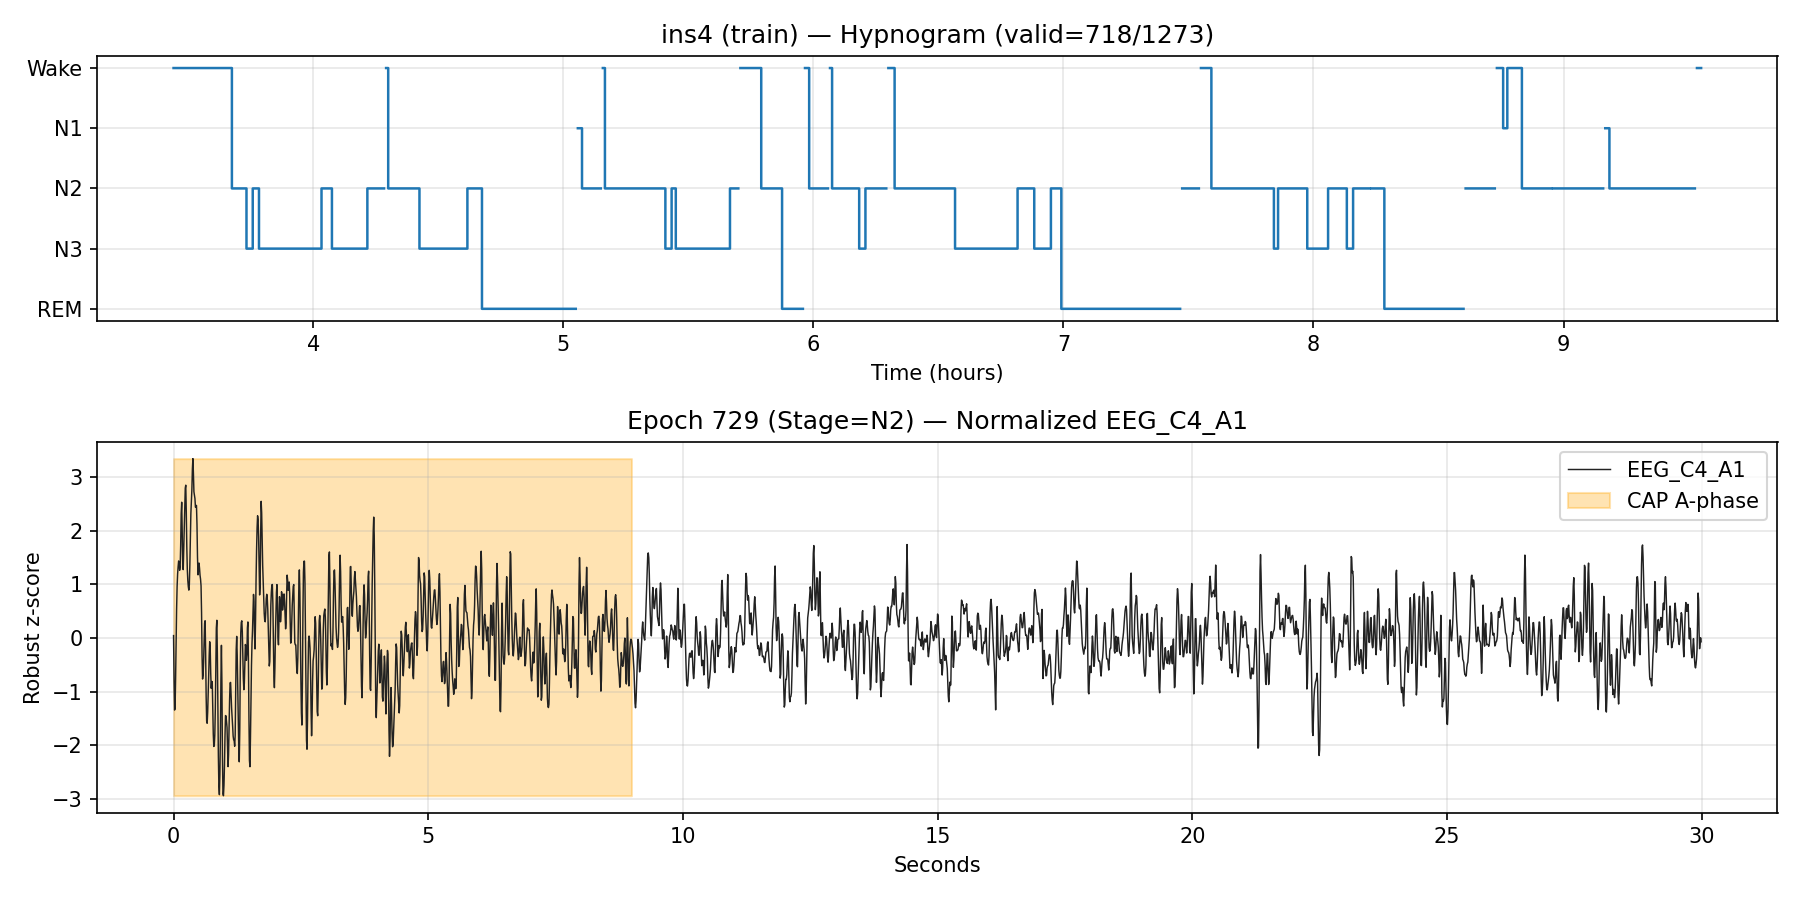 ins4 (train) — Hypnogram (valid=718/1273)
Wake
N1
N2
N3
REM
4 5 6 7 8 9
Time (hours)
Epoch 729 (Stage=N2) — Normalized EEG_C4_A1
Robust z-score
3
2
1
0
−1
−2
−3
EEG_C4_A1
CAP A-phase
0 5 10 15 20 25 30
Seconds